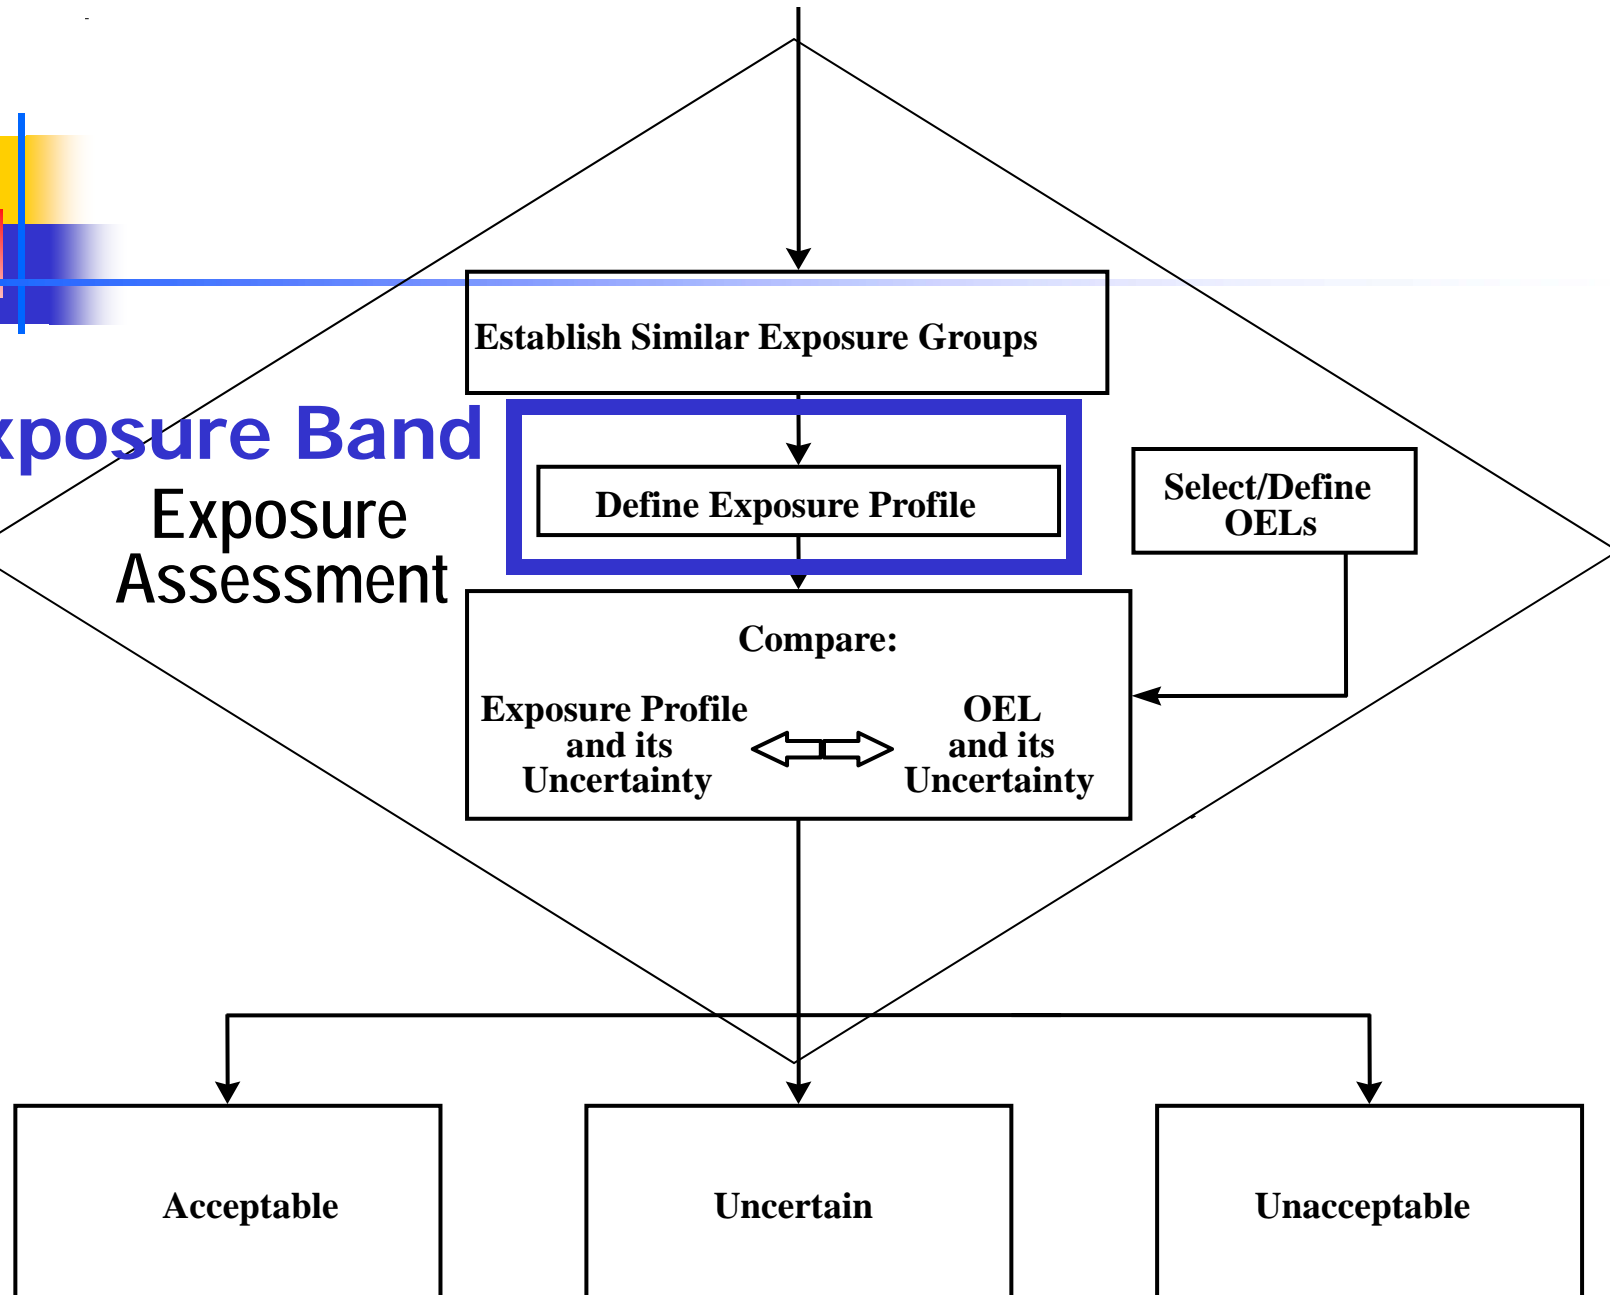 Establish Similar Exposure Groups
xposure Band
Exposure
Assessment
Define Exposure Profile
Select/Define
OELs
Compare:
Exposure Profile
and its
Uncertainty
OEL
and its
Uncertainty
Acceptable
Uncertain
Unacceptable